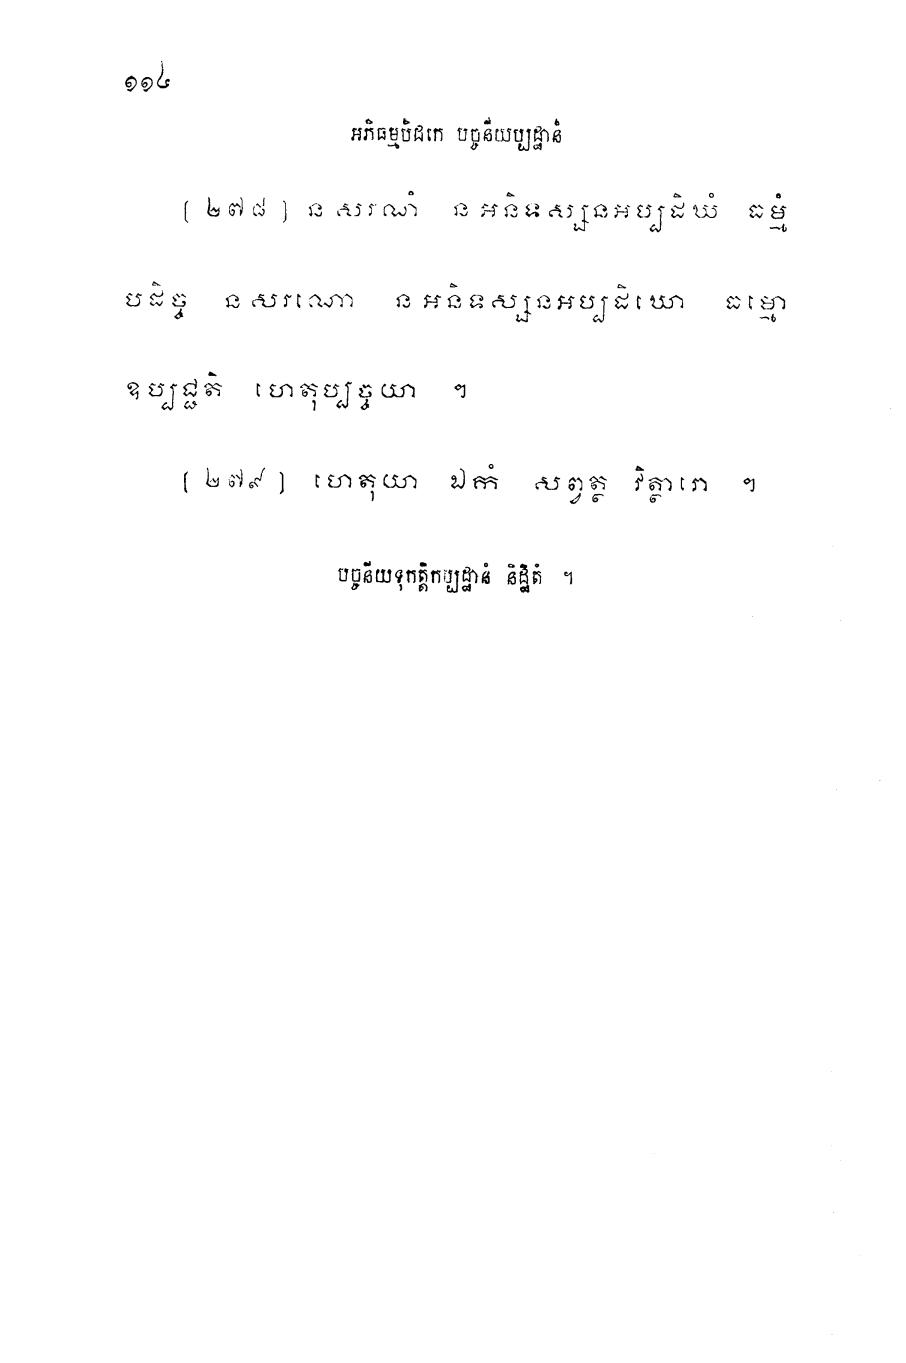 ១១៤
អភិធម្មបិដកេ បច្ចនីយប្បដ្ឋានំ
(២៧៨) ន សរណំ ន អនិទស្សនអប្បដិឃំ ធម្មំ
បដិច្ច ន សរណោ ន អនិទស្សនអប្បដិឃោ ធម្មោ
ឧប្បជ្ជតិ ហេតុប្បច្ចយា ។
(២៧៩) ហេតុយា ឯកំ សព្វត្ថ វិត្ថារោ ។
បច្ចនីយទុកត្តិកប្បដ្ឋានំ និដ្ឋិតំ ។